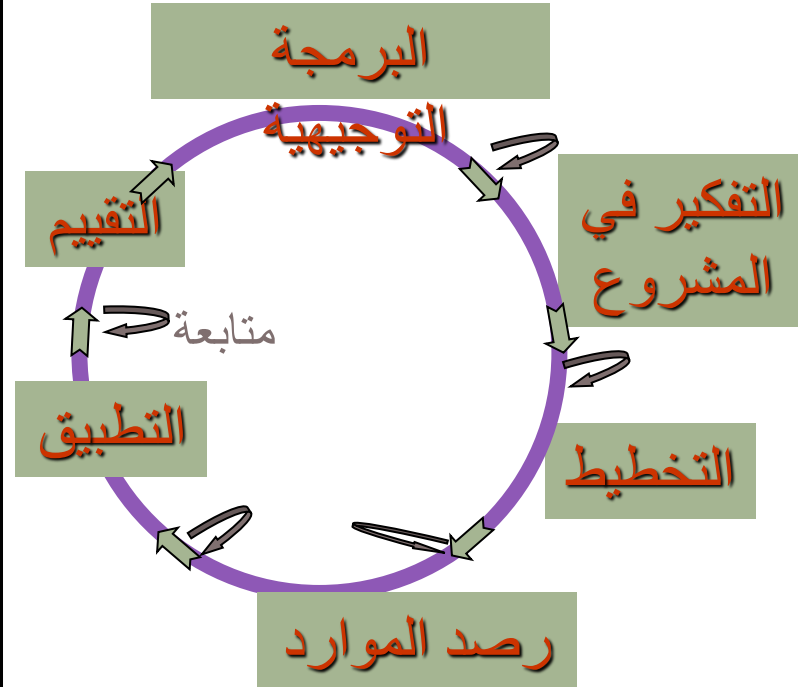 البرمجة
التوجيهية
التفكير في
المشروع
التقييم
متابعة
التطبيق
التخطيط
رصد الموارد